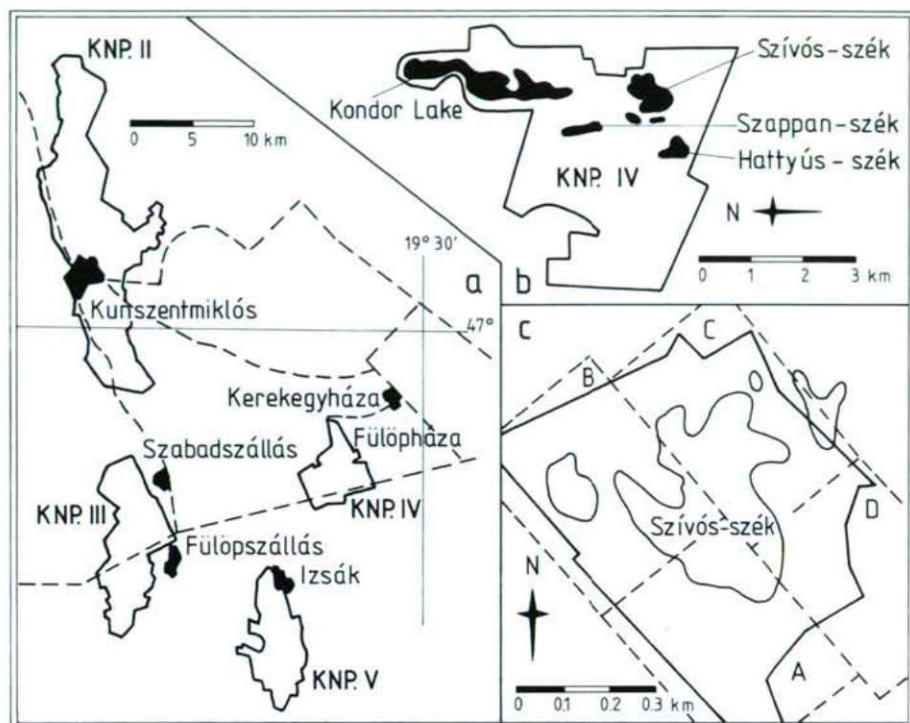 KNP. II
0 5 10 km
Kunszentmiklós
19° 30'
a
47°
Kerekegyháza
Fülöpháza
Szabadszállás
KNP. III
KNP. IV
Fülöpszállás
Izsák
KNP. V
Kondor Lake
Szívós-szék
Szappan-szék
Hattyús-szék
KNP. IV
N
0 1 2 3 km
b
c
C
B
Szívós-szék
D
N
A
0 0.1 0.2 0.3 km